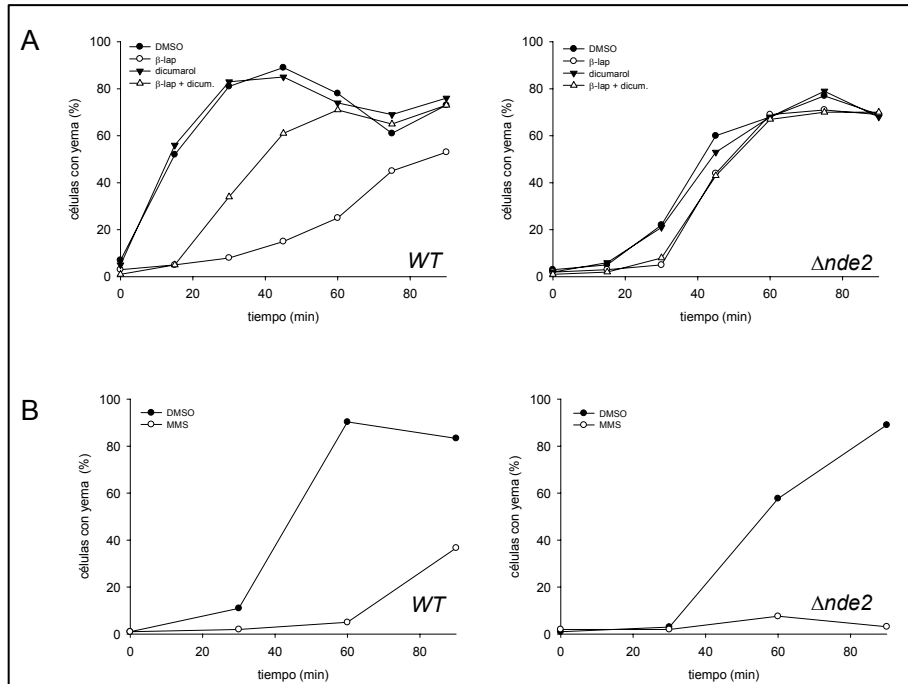 A
100
80
60
40
20
0
células con yema (%)
DMSO
β-lap
dicumarol
β-lap + dicum.
WT
0 20 40 60 80
tiempo (min)
100
80
60
40
20
0
células con yema (%)
DMSO
β-lap
dicumarol
β-lap + dicum.
Δnde2
0 20 40 60 80
tiempo (min)
B
100
80
60
40
20
0
células con yema (%)
DMSO
MMS
WT
0 20 40 60 80
tiempo (min)
100
80
60
40
20
0
células con yema (%)
DMSO
MMS
Δnde2
0 20 40 60 80
tiempo (min)